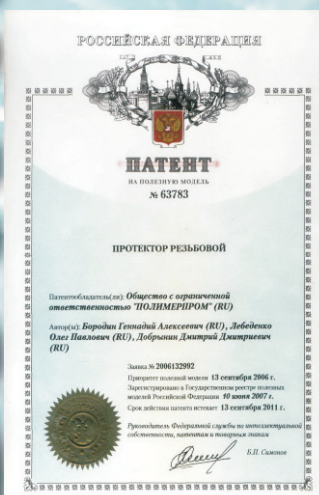 РОССИЙСКАЯ ФЕДЕРАЦИЯ
ПАТЕНТ
НА ПОЛЕЗНУЮ МОДЕЛЬ
№ 63783
ПРОТЕКТОР РЕЗЬБОВОЙ
Патентообладатель(ли): Общество с ограниченной
ответственностью "ПОЛИМЕРПРОМ" (RU)
Автор(ы): Бородин Геннадий Алексеевич (RU), Лебеденко
Олег Павлович (RU), Добрынин Дмитрий Дмитриевич
(RU)
Заявка № 2006132992
Приоритет полезной модели 13 сентября 2006 г.
Зарегистрировано в Государственном реестре полезных
моделей Российской Федерации 10 июня 2007 г.
Срок действия патента истекает 13 сентября 2011 г.
Руководитель Федеральной службы по интеллектуальной
собственности, патентам и товарным знакам
Б.П. Симонов